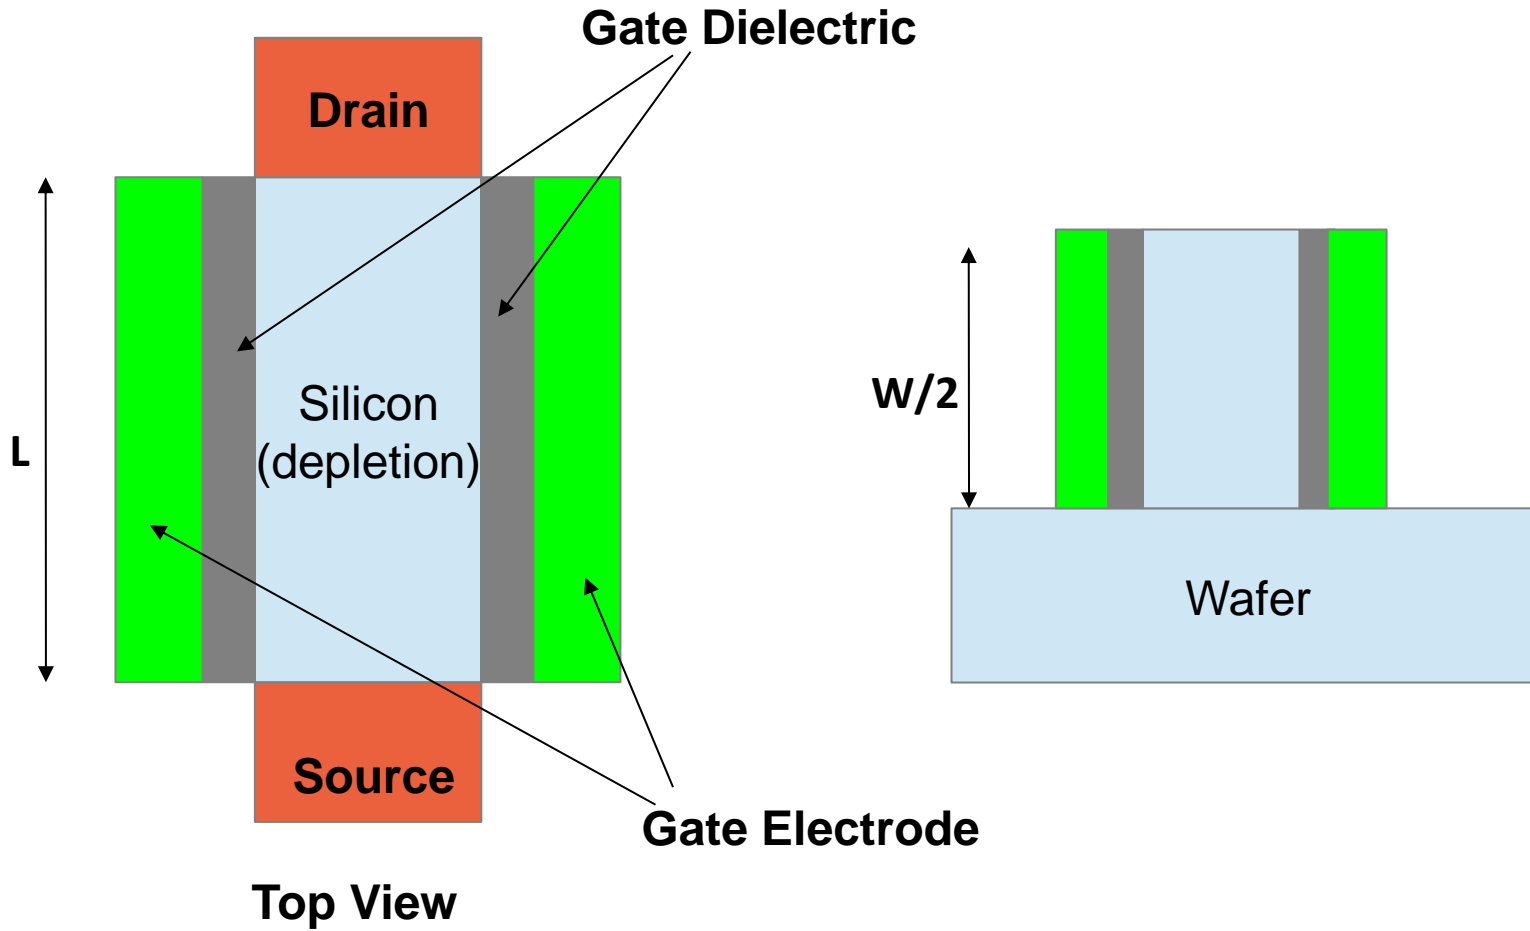 Gate Dielectric
Drain
Silicon
(depletion)
L
W/2
Wafer
Source
Gate Electrode
Top View